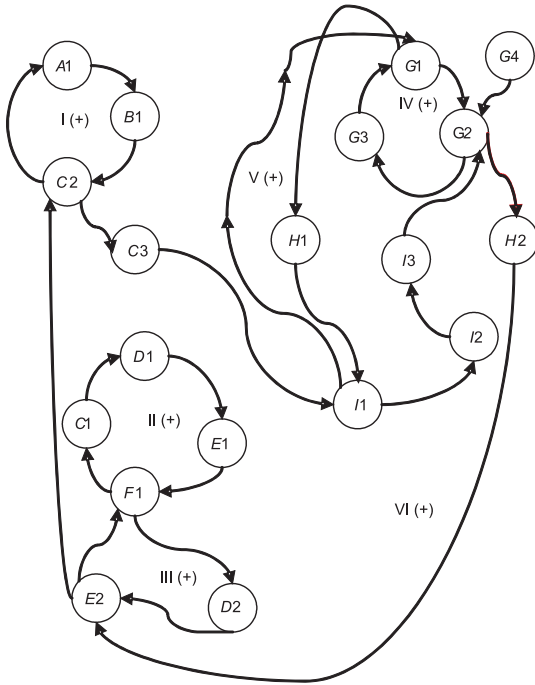 A1
B1
I (+)
C2
C3
G1
G4
IV (+)
G3
G2
V (+)
H1
H2
I3
I2
I1
D1
C1
II (+)
E1
F1
VI (+)
III (+)
E2
D2